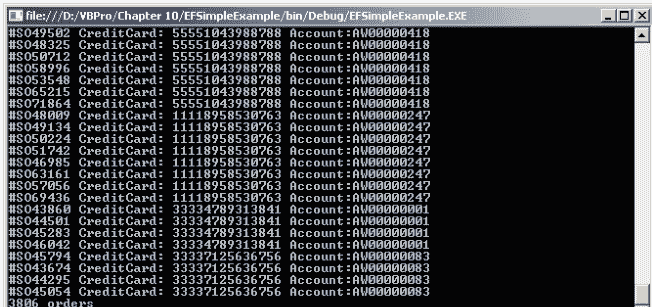 file:///D:/VBPro/Chapter 10/EFSimpleExample/bin/Debug/EFSimpleExample.EXE
#SO49502 CreditCard: 55551043988788 Account:AW00000418
#SO48325 CreditCard: 55551043988788 Account:AW00000418
#SO50712 CreditCard: 55551043988788 Account:AW00000418
#SO58996 CreditCard: 55551043988788 Account:AW00000418
#SO53548 CreditCard: 55551043988788 Account:AW00000418
#SO65215 CreditCard: 55551043988788 Account:AW00000418
#SO71864 CreditCard: 55551043988788 Account:AW00000418
#SO48009 CreditCard: 11118958530763 Account:AW00000247
#SO49134 CreditCard: 11118958530763 Account:AW00000247
#SO50224 CreditCard: 11118958530763 Account:AW00000247
#SO51742 CreditCard: 11118958530763 Account:AW00000247
#SO46985 CreditCard: 11118958530763 Account:AW00000247
#SO63161 CreditCard: 11118958530763 Account:AW00000247
#SO57056 CreditCard: 11118958530763 Account:AW00000247
#SO69436 CreditCard: 11118958530763 Account:AW00000247
#SO43860 CreditCard: 33334789313841 Account:AW00000001
#SO44501 CreditCard: 33334789313841 Account:AW00000001
#SO45283 CreditCard: 33334789313841 Account:AW00000001
#SO46042 CreditCard: 33334789313841 Account:AW00000001
#SO45794 CreditCard: 33337125636756 Account:AW00000083
#SO43674 CreditCard: 33337125636756 Account:AW00000083
#SO44295 CreditCard: 33337125636756 Account:AW00000083
#SO45054 CreditCard: 33337125636756 Account:AW00000083
3806 orders